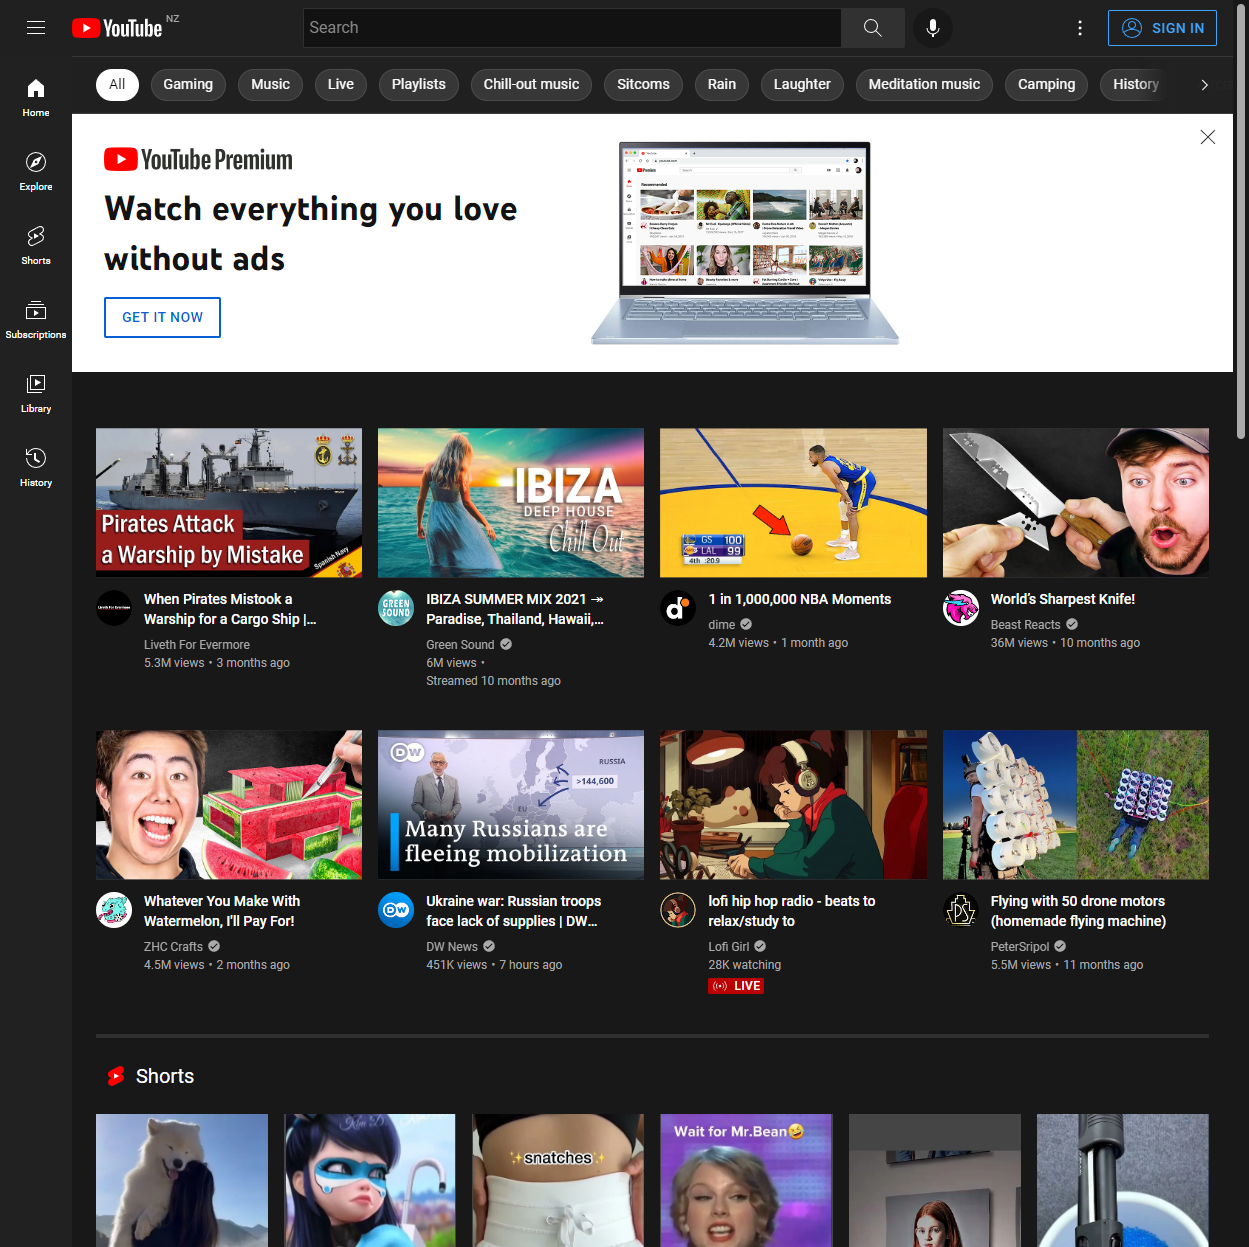 YouTube NZ
Search
SIGN IN
Home
Explore
Shorts
Subscriptions
Library
History
All
Gaming
Music
Live
Playlists
Chill-out music
Sitcoms
Rain
Laughter
Meditation music
Camping
History
YouTube Premium
Watch everything you love
without ads
GET IT NOW
Premium
Recommended
Pirates Attack
a Warship by Mistake
Spanish Navy
Liveth For Evermore
When Pirates Mistook a
Warship for a Cargo Ship |...
Liveth For Evermore
5.3M views • 3 months ago
IBIZA
DEEP HOUSE
Chill Out
GREEN
SOUND
IBIZA SUMMER MIX 2021 ↠
Paradise, Thailand, Hawaii,...
Green Sound
6M views •
Streamed 10 months ago
GS 100
LAL 99
4th :20.9
d
1 in 1,000,000 NBA Moments
dime
4.2M views • 1 month ago
World's Sharpest Knife!
Beast Reacts
36M views • 10 months ago
Whatever You Make With
Watermelon, I'll Pay For!
ZHC Crafts
4.5M views • 2 months ago
DW
RUSSIA
>144,600
EU
Many Russians are
fleeing mobilization
DW
Ukraine war: Russian troops
face lack of supplies | DW...
DW News
451K views • 7 hours ago
lofi hip hop radio - beats to
relax/study to
Lofi Girl
28K watching
LIVE
PS
Flying with 50 drone motors
(homemade flying machine)
PeterSripol
5.5M views • 11 months ago
Shorts
✨snatches✨
Wait for Mr.Bean🤣